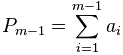 P_{m-1} = \sum_{i=1}^{m-1} a_i